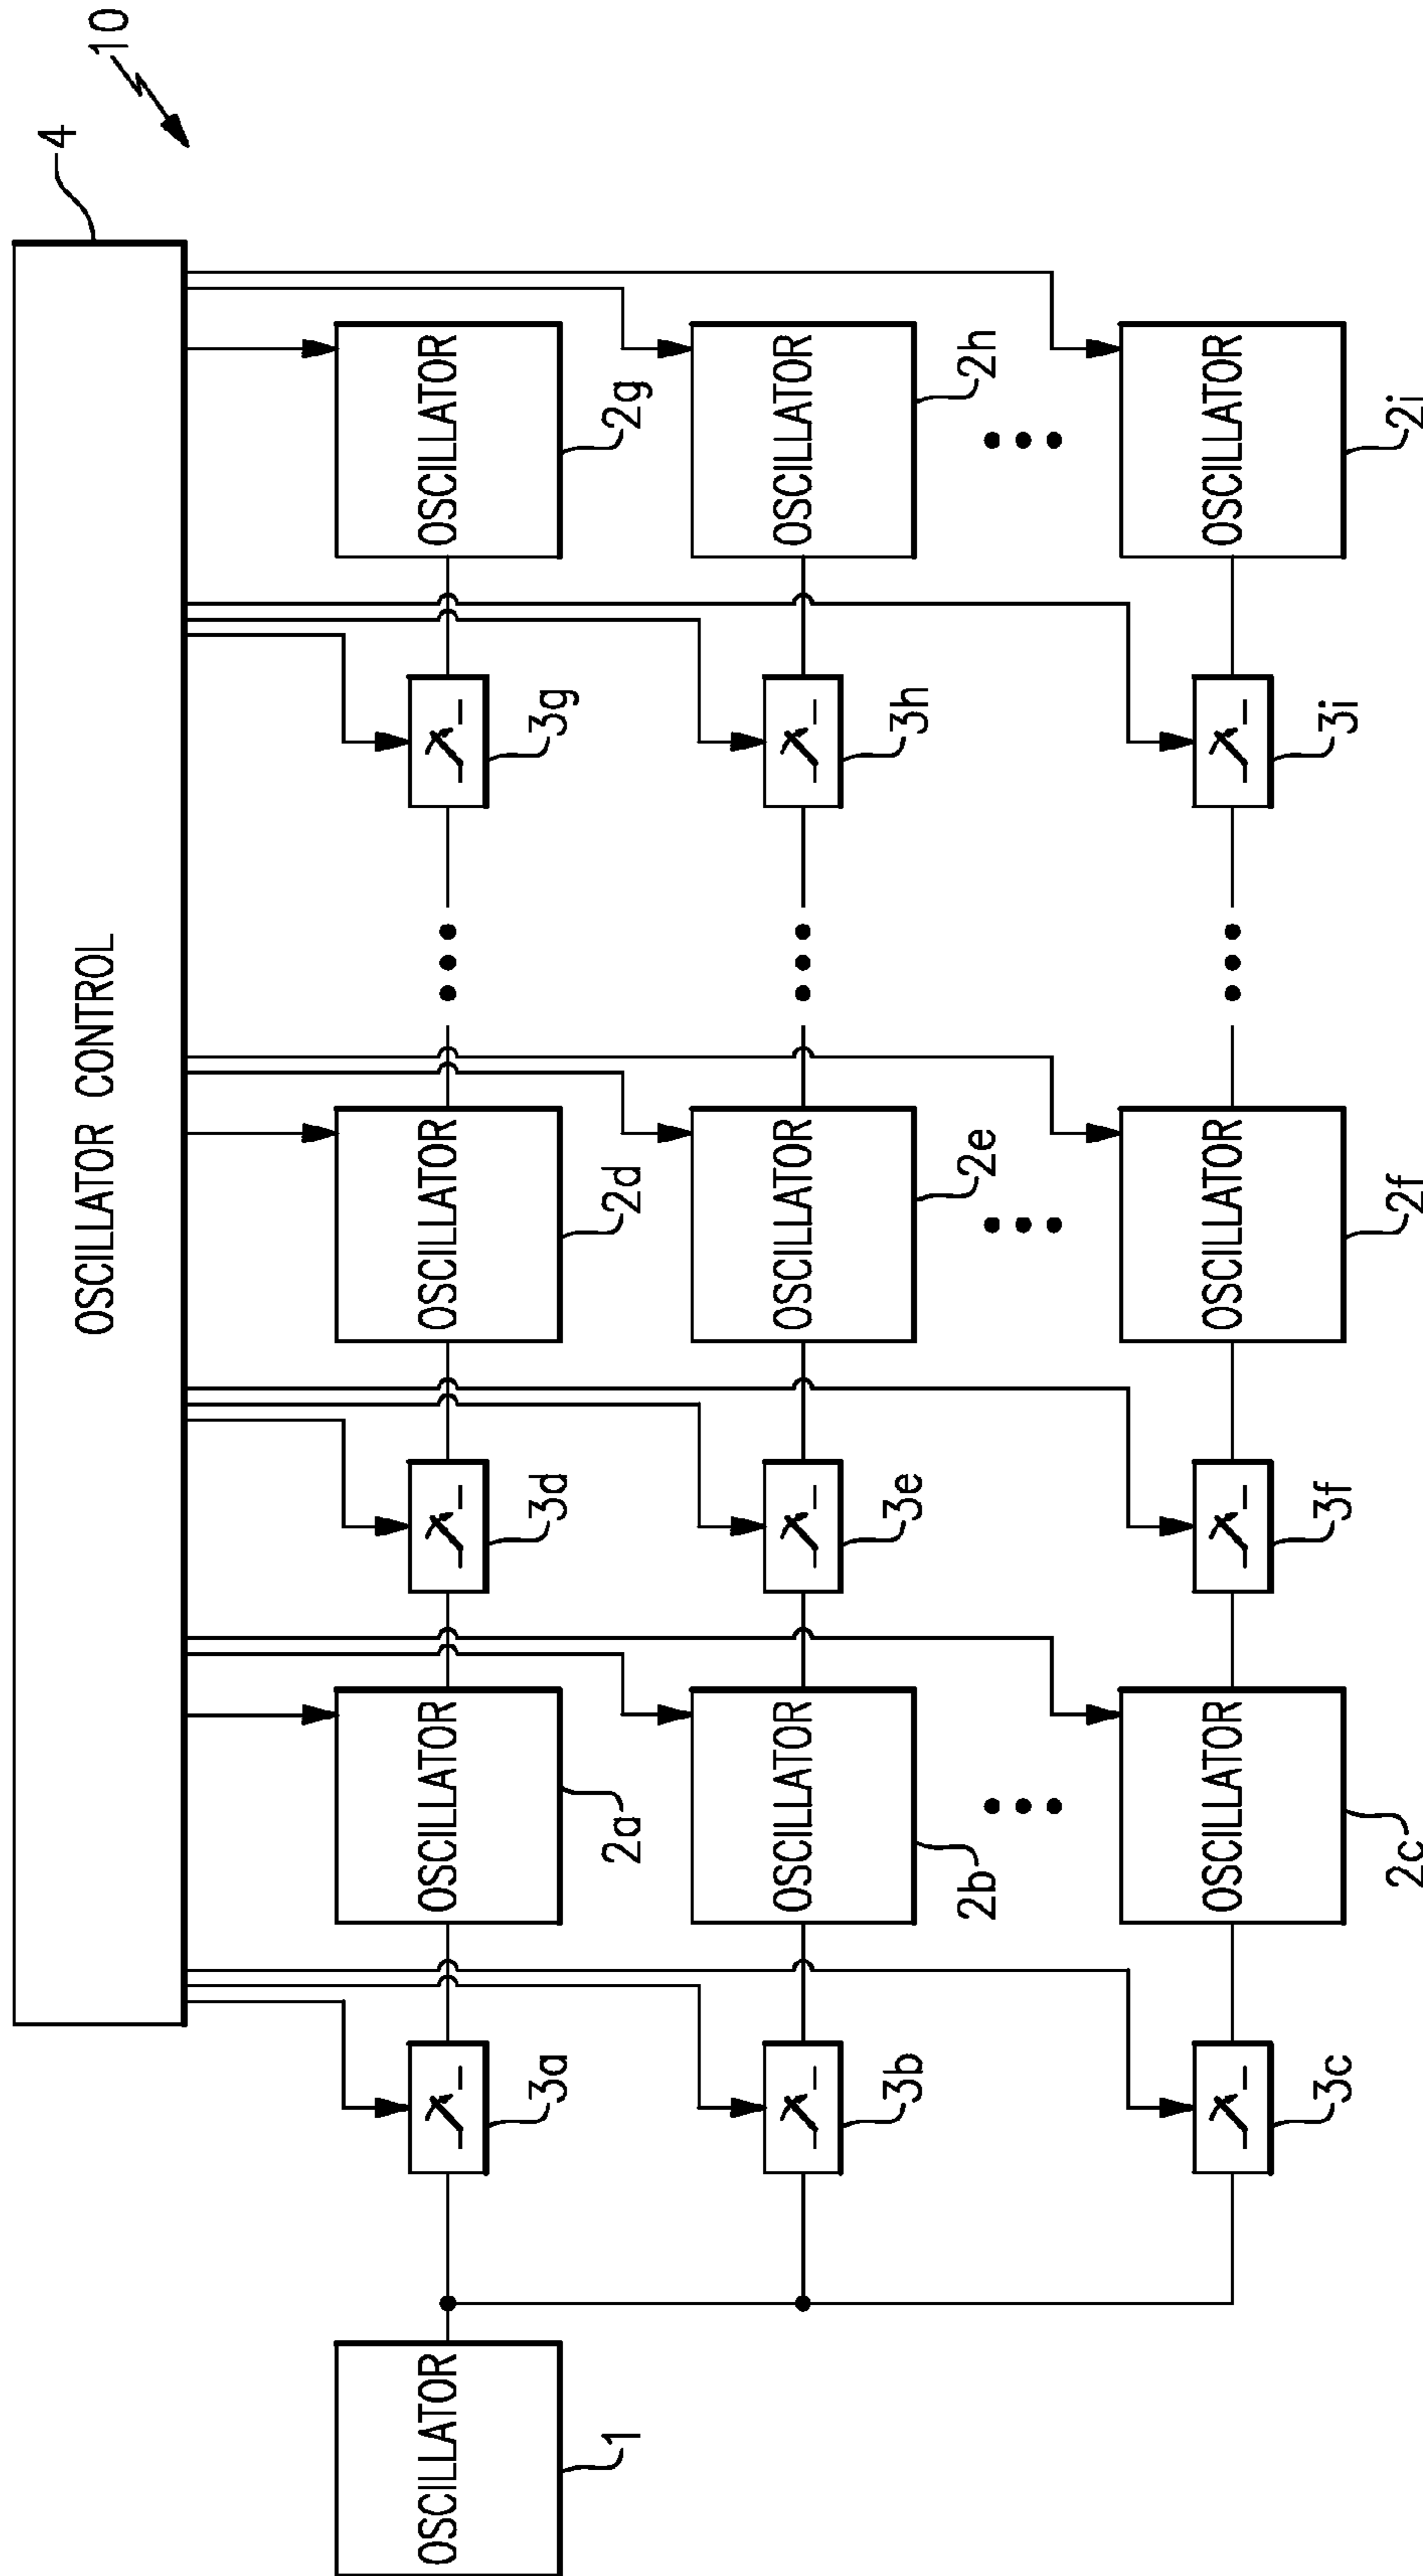 4
10
OSCILLATOR CONTROL
OSCILLATOR
OSCILLATOR
OSCILLATOR
OSCILLATOR
3a
3d
3g
1
2a
2d
2g
OSCILLATOR
OSCILLATOR
OSCILLATOR
3b
3e
3h
2b
2e
2h
OSCILLATOR
OSCILLATOR
OSCILLATOR
3c
3f
3i
2c
2f
2i